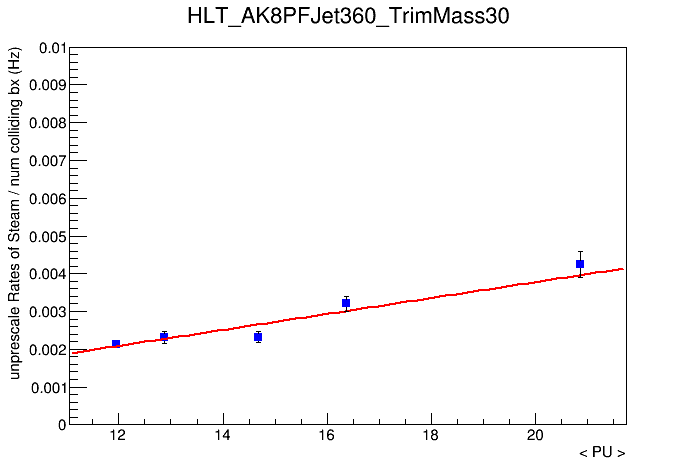 HLT_AK8PFJet360_TrimMass30
unprescale Rates of Steam / num colliding bx (Hz)
0.01
0.009
0.008
0.007
0.006
0.005
0.004
0.003
0.002
0.001
0
12 14 16 18 20
< PU >